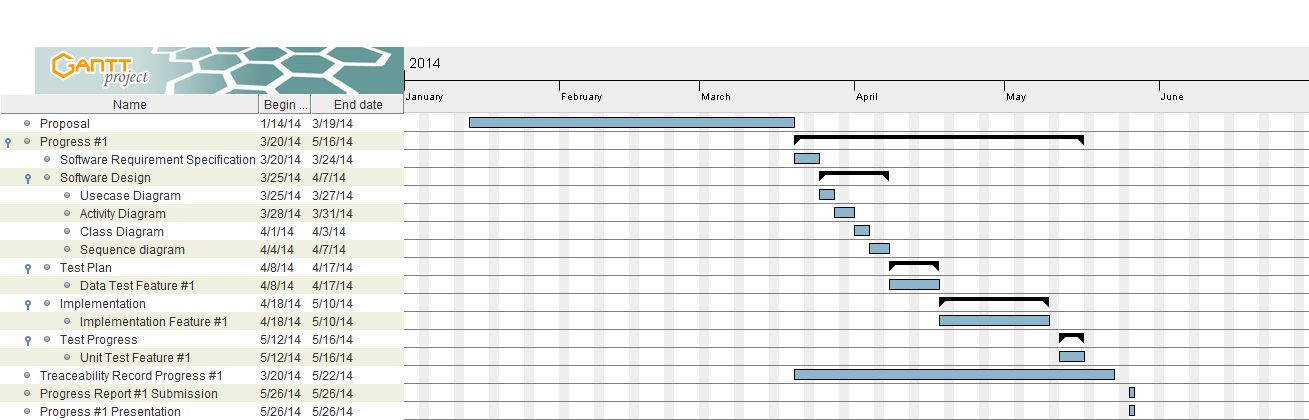 GANTT project
2014
January February March April May June
Name Begin ... End date
Proposal 1/14/14 3/19/14
Progress #1 3/20/14 5/16/14
Software Requirement Specification 3/20/14 3/24/14
Software Design 3/25/14 4/7/14
Usecase Diagram 3/25/14 3/27/14
Activity Diagram 3/28/14 3/31/14
Class Diagram 4/1/14 4/3/14
Sequence diagram 4/4/14 4/7/14
Test Plan 4/8/14 4/17/14
Data Test Feature #1 4/8/14 4/17/14
Implementation 4/18/14 5/10/14
Implementation Feature #1 4/18/14 5/10/14
Test Progress 5/12/14 5/16/14
Unit Test Feature #1 5/12/14 5/16/14
Traceability Record Progress #1 3/20/14 5/22/14
Progress Report #1 Submission 5/26/14 5/26/14
Progress #1 Presentation 5/26/14 5/26/14